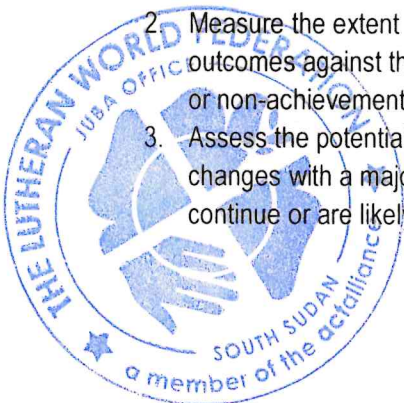 2. Measure the extent
outcomes against th
or non-achievement
3. Assess the potential
changes with a majo
continue or are likel
THE LUTHERAN WORLD FEDERATION
JUBA OFFICE
SOUTH SUDAN
a member of the actalliance